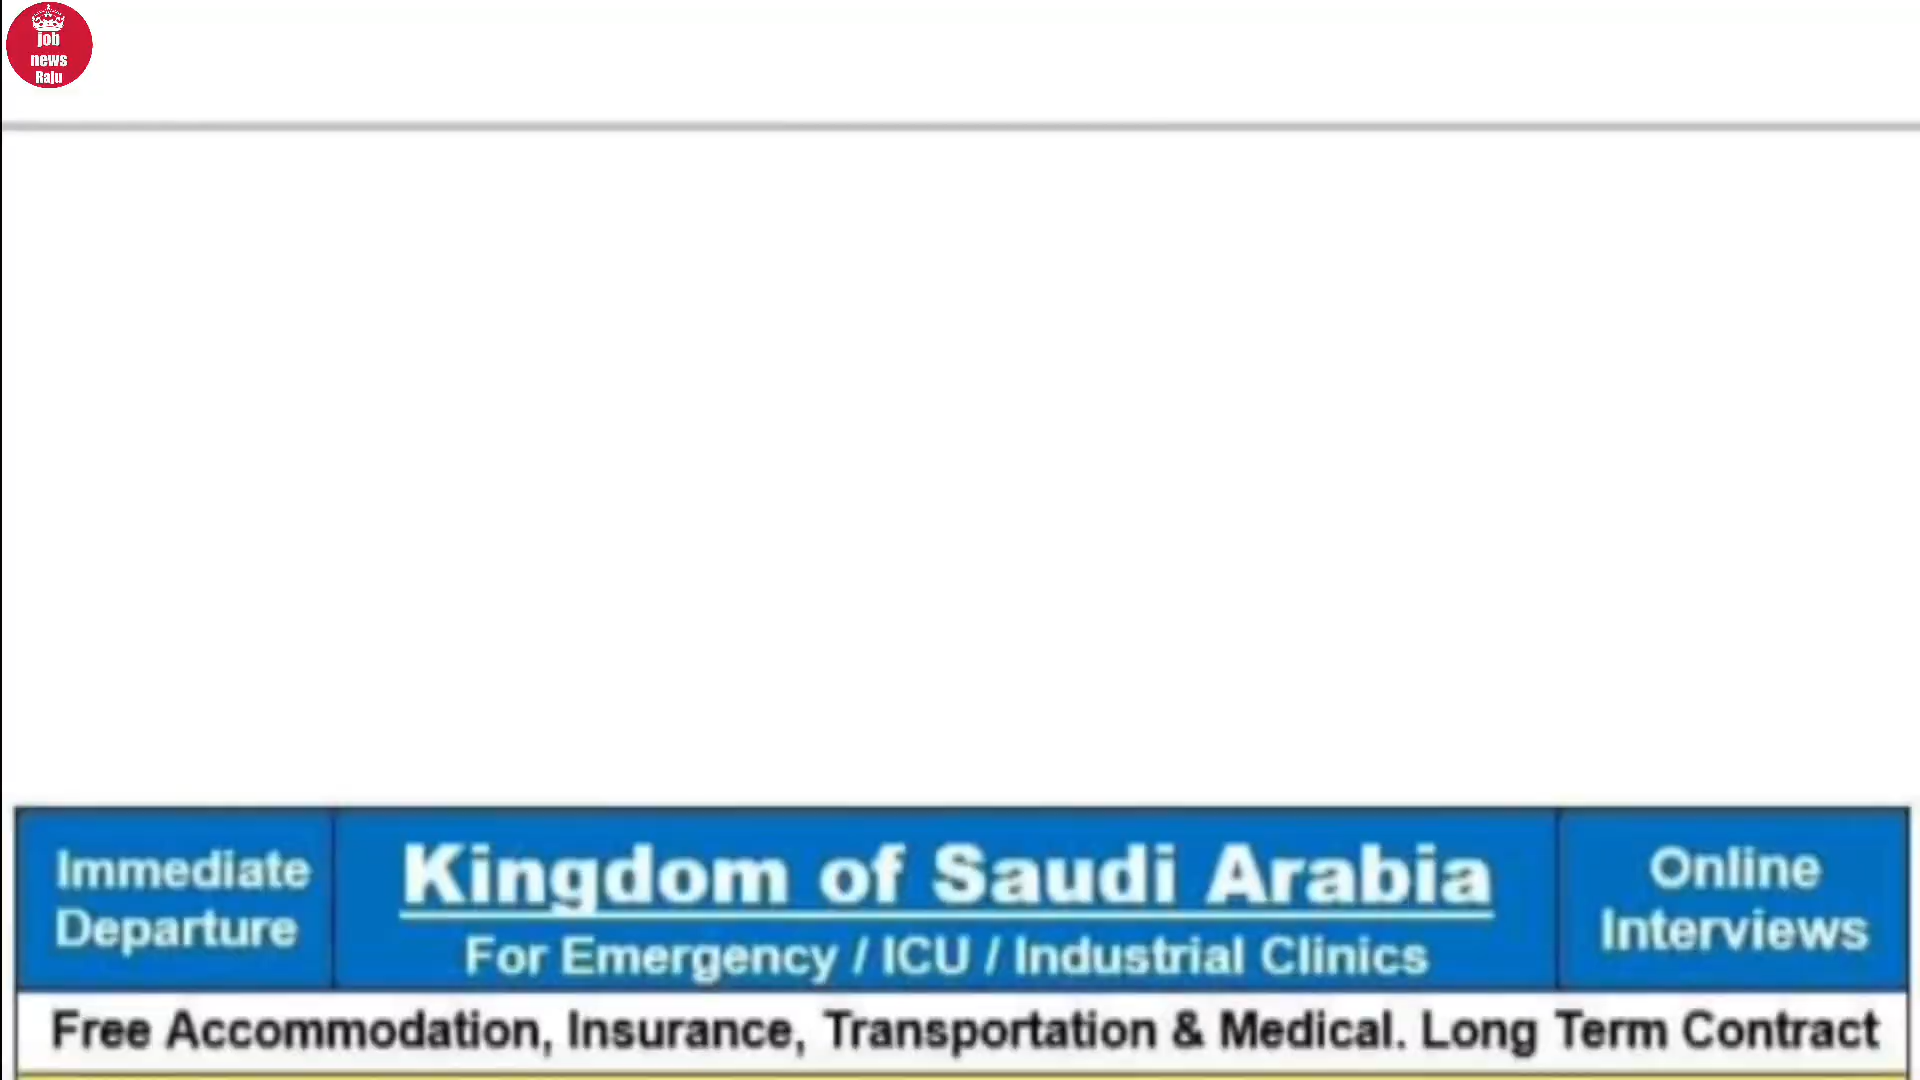 job
news
Raju
Immediate
Departure
Kingdom of Saudi Arabia
For Emergency / ICU / Industrial Clinics
Online
Interviews
Free Accommodation, Insurance, Transportation & Medical. Long Term Contract